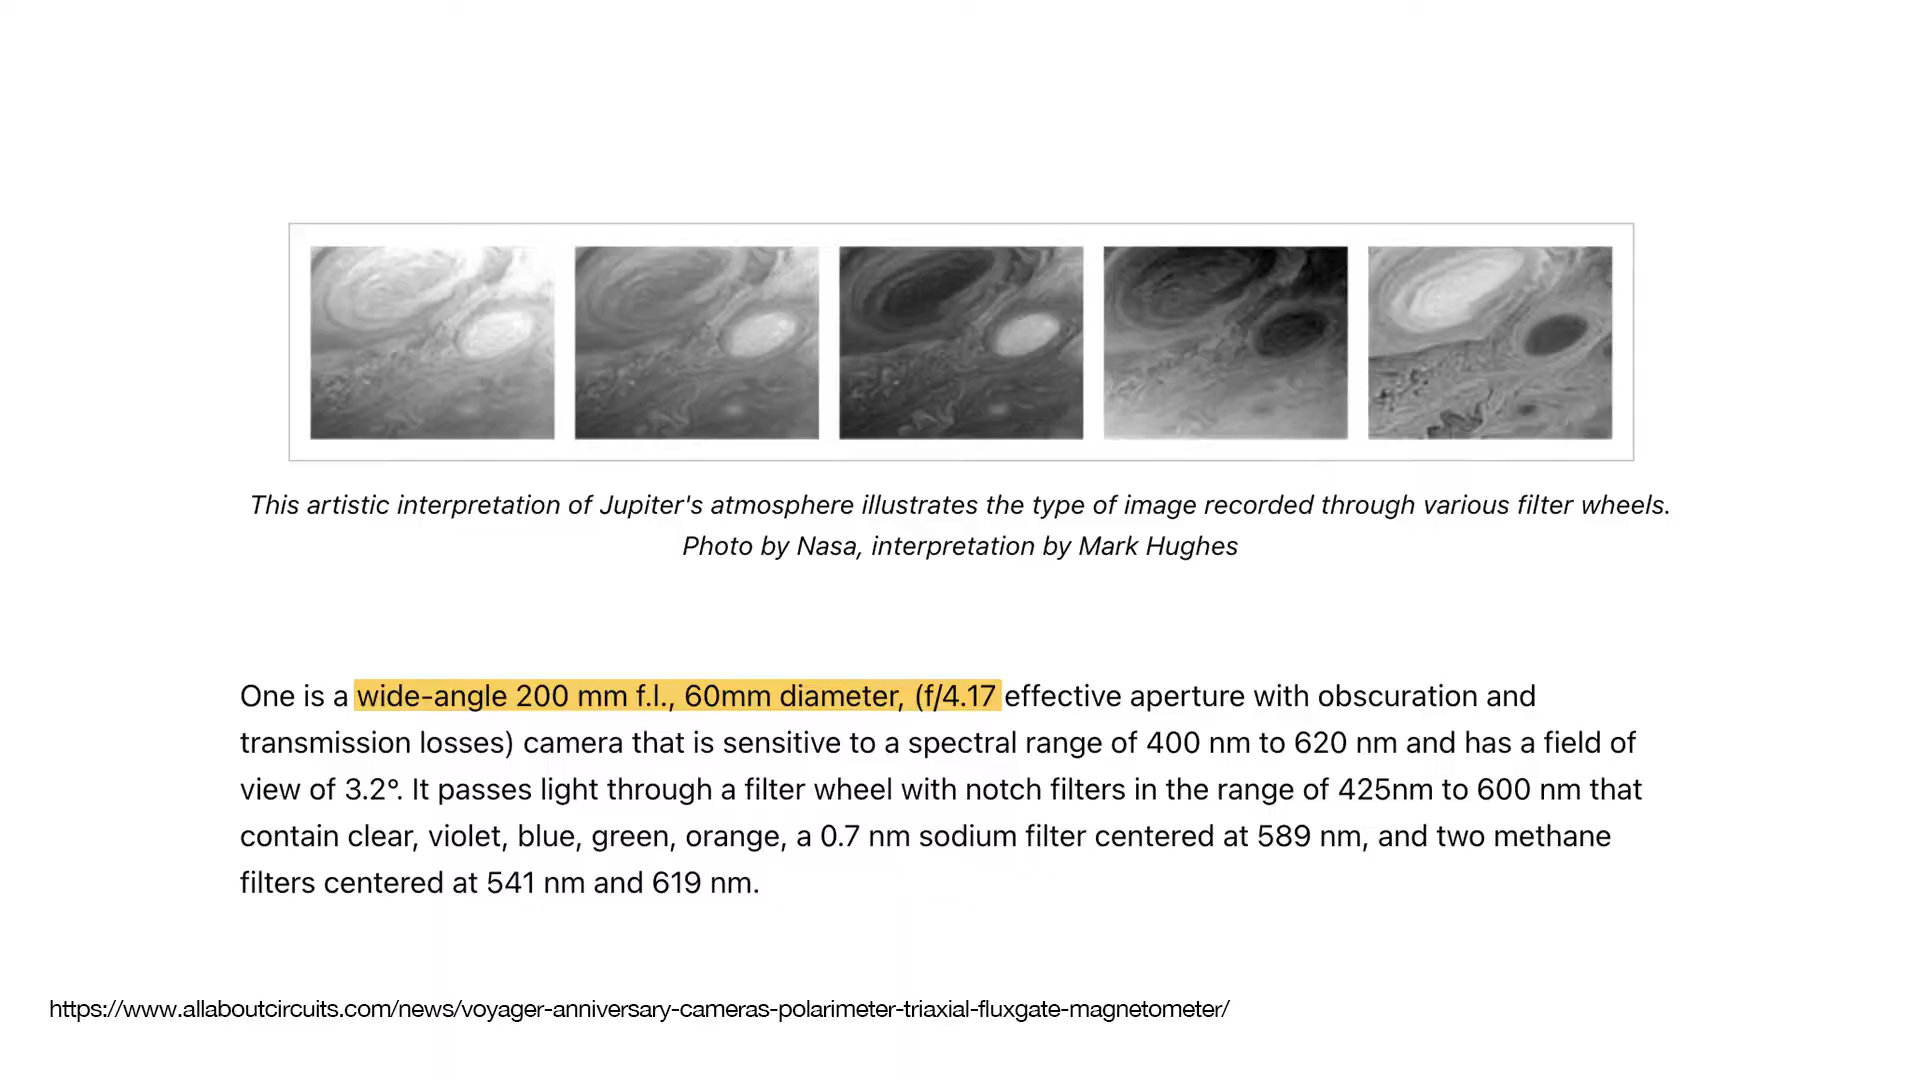 This artistic interpretation of Jupiter's atmosphere illustrates the type of image recorded through various filter wheels.
Photo by Nasa, interpretation by Mark Hughes
One is a wide-angle 200 mm f.l., 60mm diameter, (f/4.17 effective aperture with obscuration and
transmission losses) camera that is sensitive to a spectral range of 400 nm to 620 nm and has a field of
view of 3.2°. It passes light through a filter wheel with notch filters in the range of 425nm to 600 nm that
contain clear, violet, blue, green, orange, a 0.7 nm sodium filter centered at 589 nm, and two methane
filters centered at 541 nm and 619 nm.
https://www.allaboutcircuits.com/news/voyager-anniversary-cameras-polarimeter-triaxial-fluxgate-magnetometer/